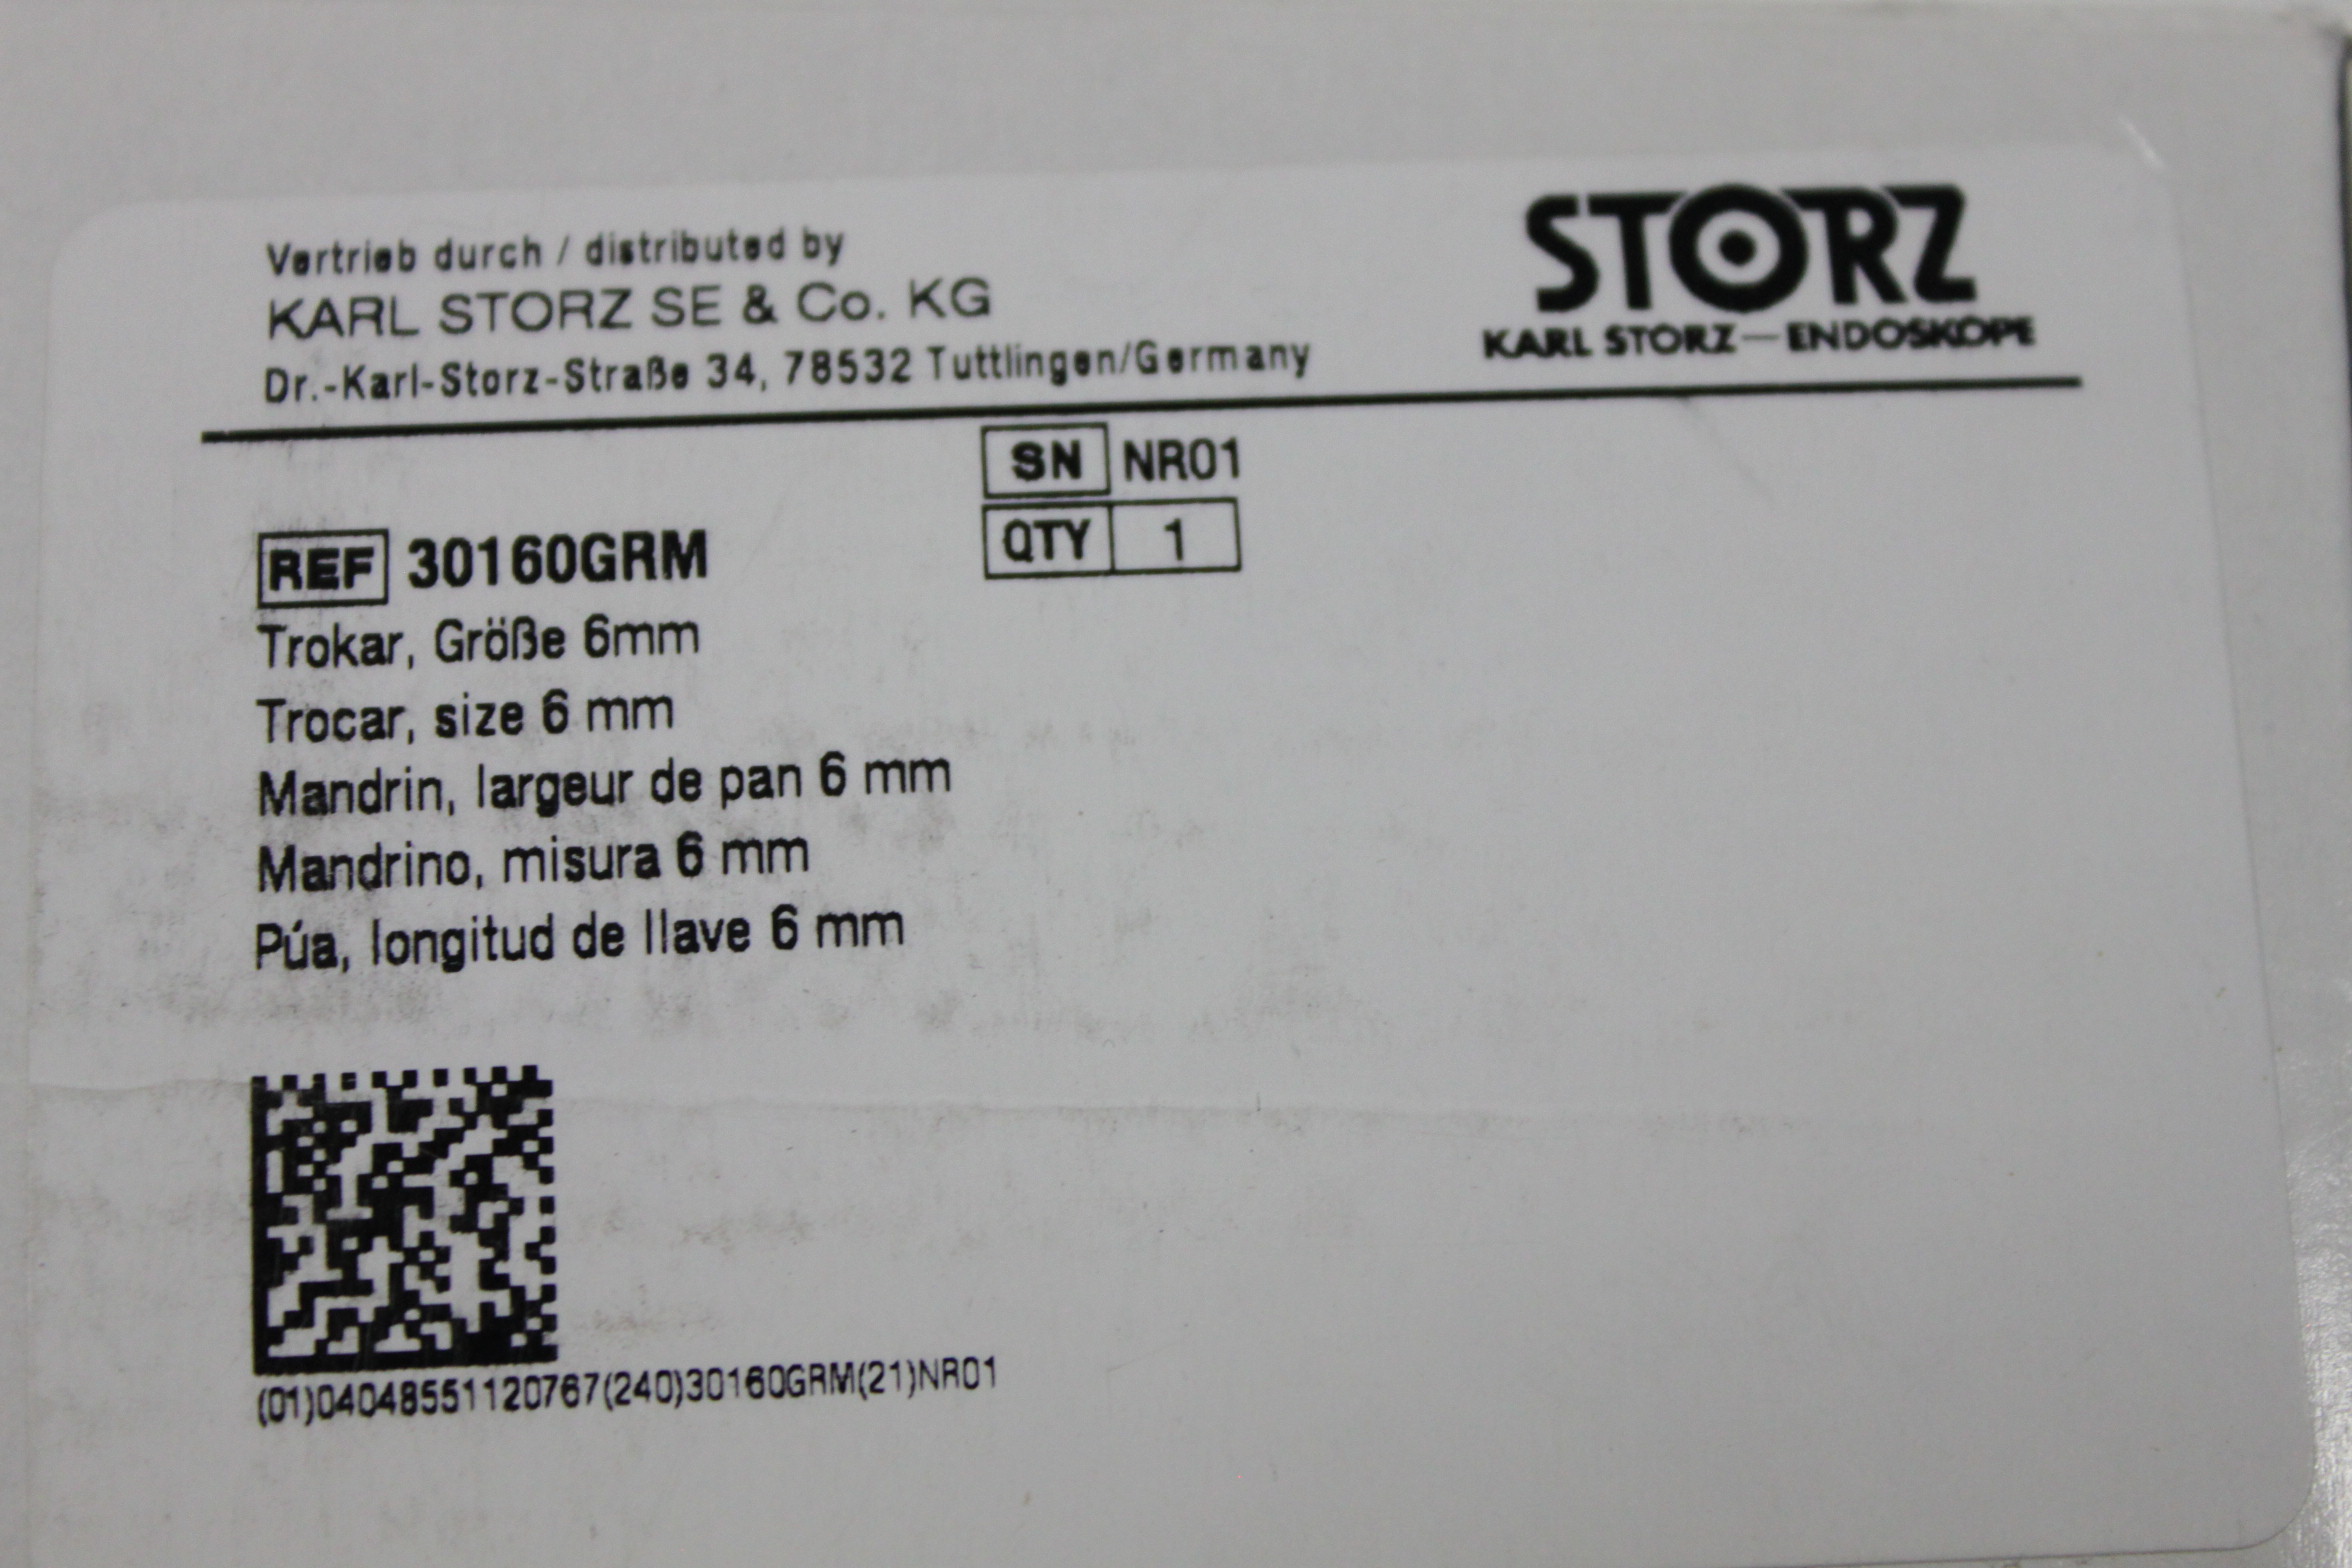 Vertrieb durch / distributed by
KARL STORZ SE & Co. KG
Dr.-Karl-Storz-Straße 34, 78532 Tuttlingen/Germany
STORZ
KARL STORZ—ENDOSKOPE
SN NR01
QTY 1
REF 30160GRM
Trokar, Größe 6mm
Trocar, size 6 mm
Mandrin, largeur de pan 6 mm
Mandrino, misura 6 mm
Púa, longitud de llave 6 mm
(01)04048551120767(240)30160GRM(21)NR01